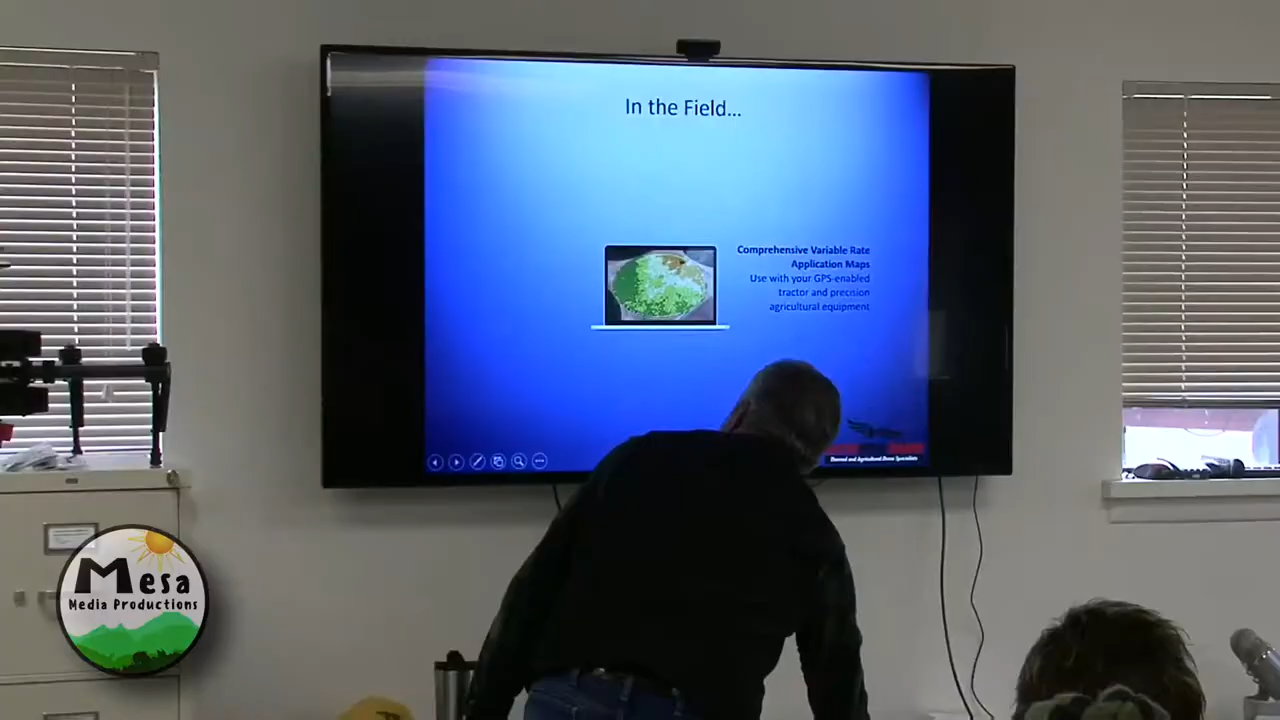 In the Field...
Comprehensive Variable Rate
Application Maps
Use with your GPS-enabled
tractor and precision
agricultural equipment
Mesa
Media Productions